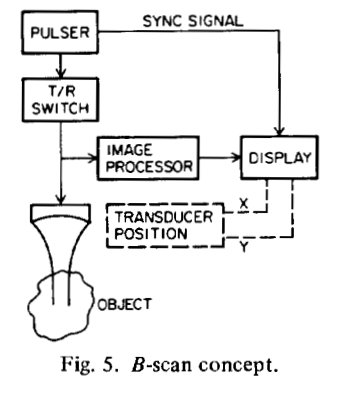 PULSER
SYNC SIGNAL
T/R
SWITCH
IMAGE
PROCESSOR
DISPLAY
TRANSDUCER
POSITION
X
Y
OBJECT
Fig. 5. B-scan concept.